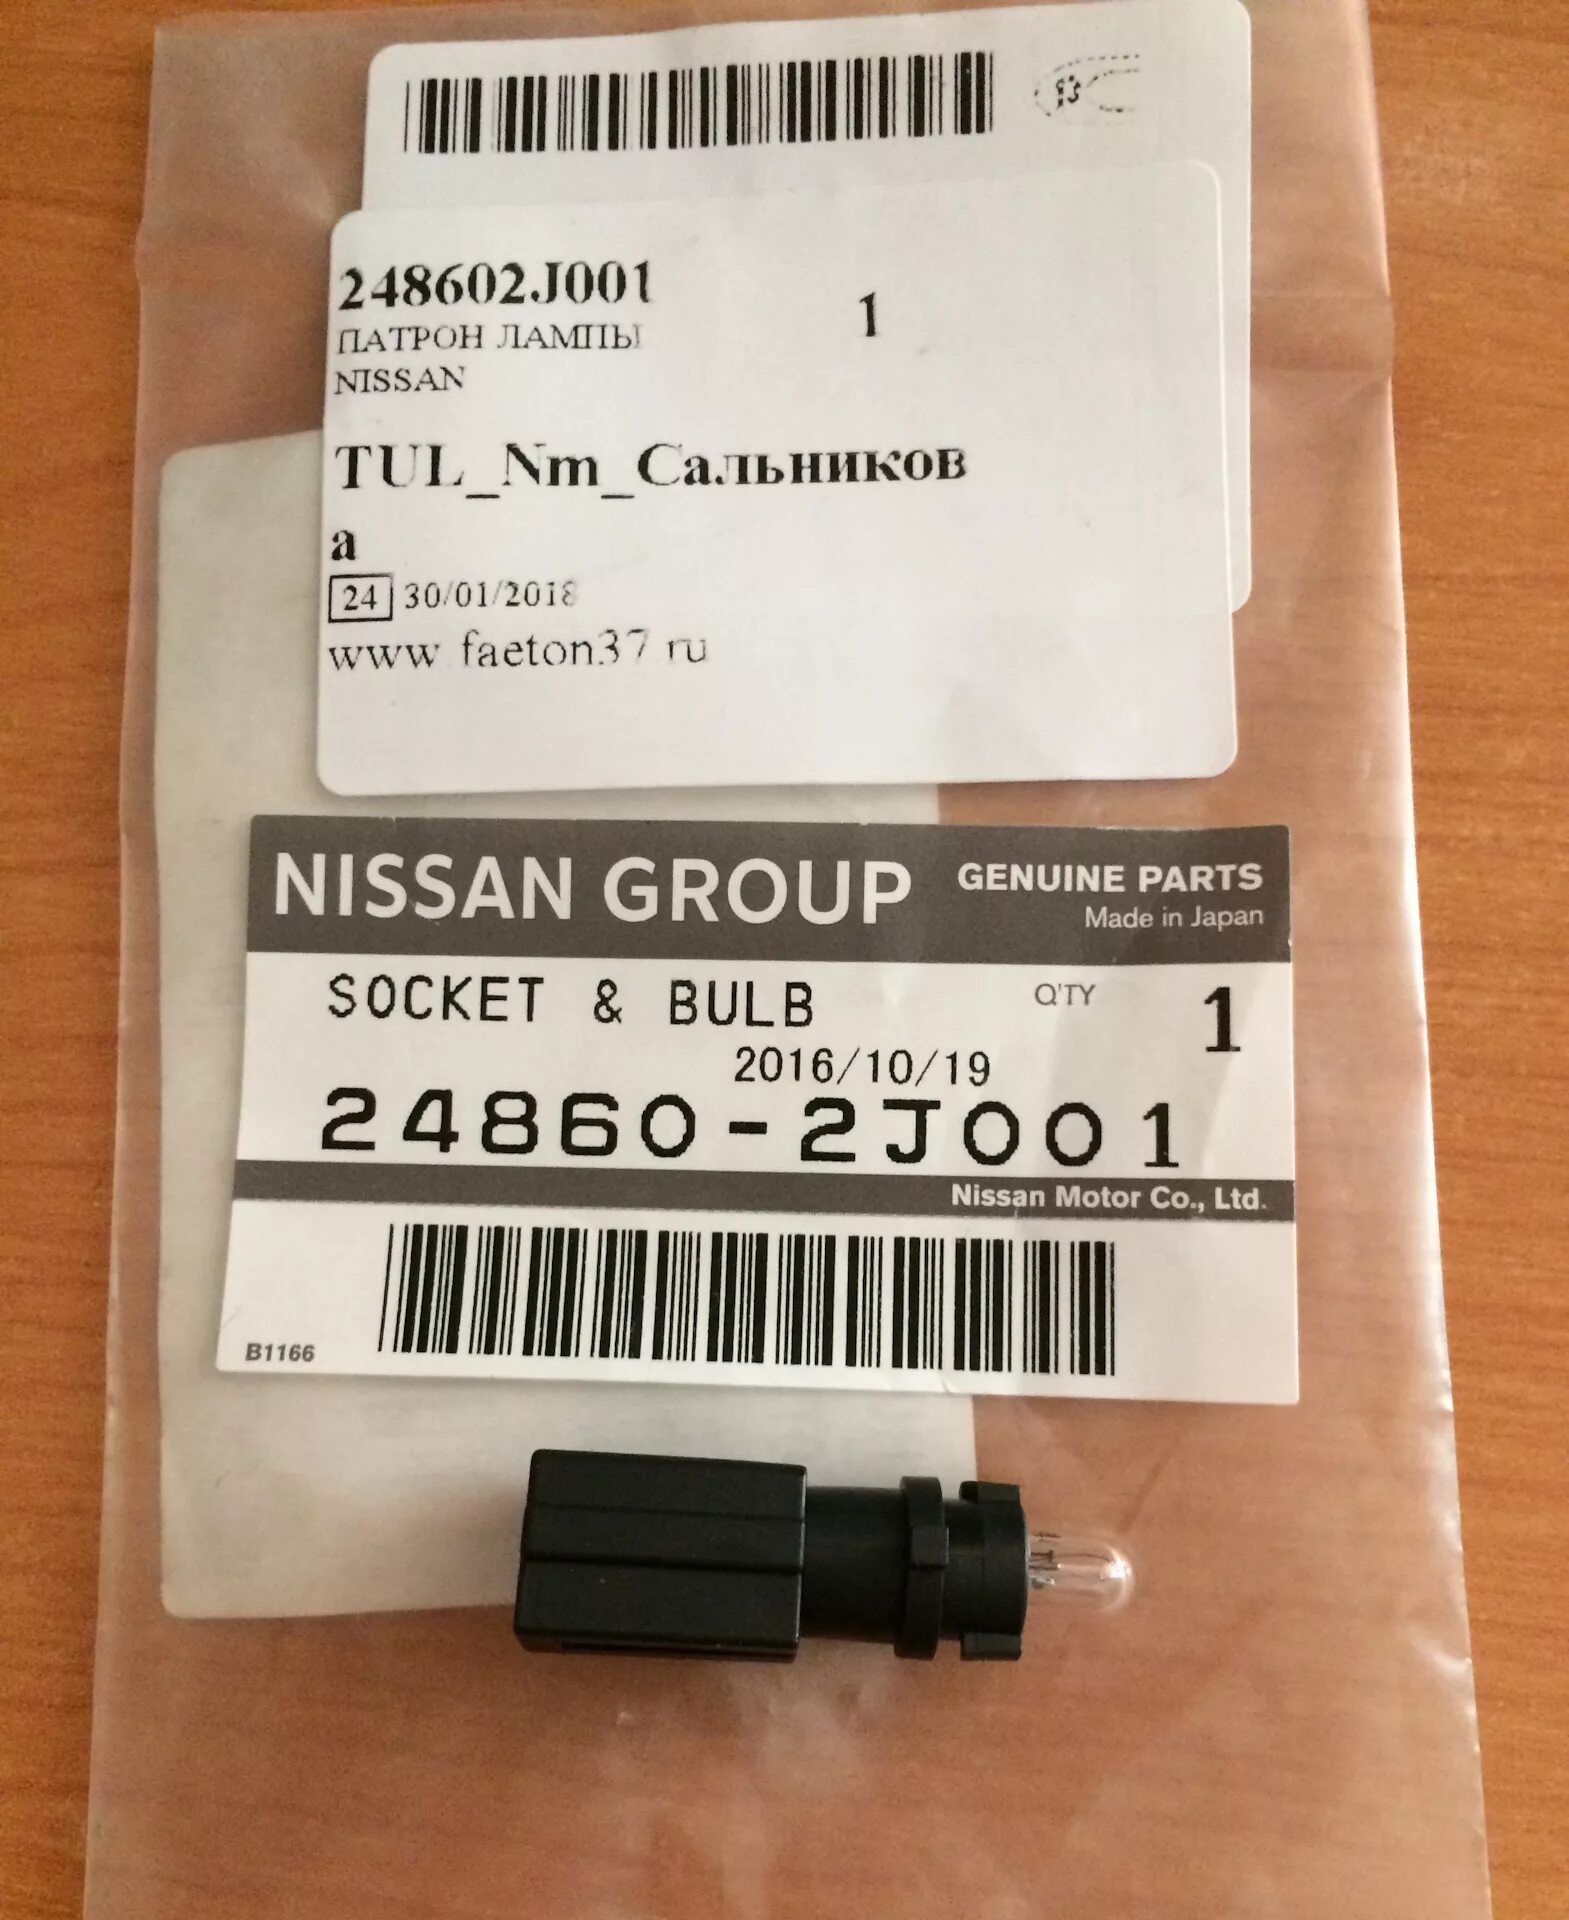 248602J001
1
ПАТРОН ЛАМПЫ
NISSAN
TUL_Nm_Сальников
а
24 30/01/2018
www faeton37 ru
NISSAN GROUP
GENUINE PARTS
Made in Japan
SOCKET & BULB
Q'TY 1
2016/10/19
24860-2J001
Nissan Motor Co., Ltd.
B1166